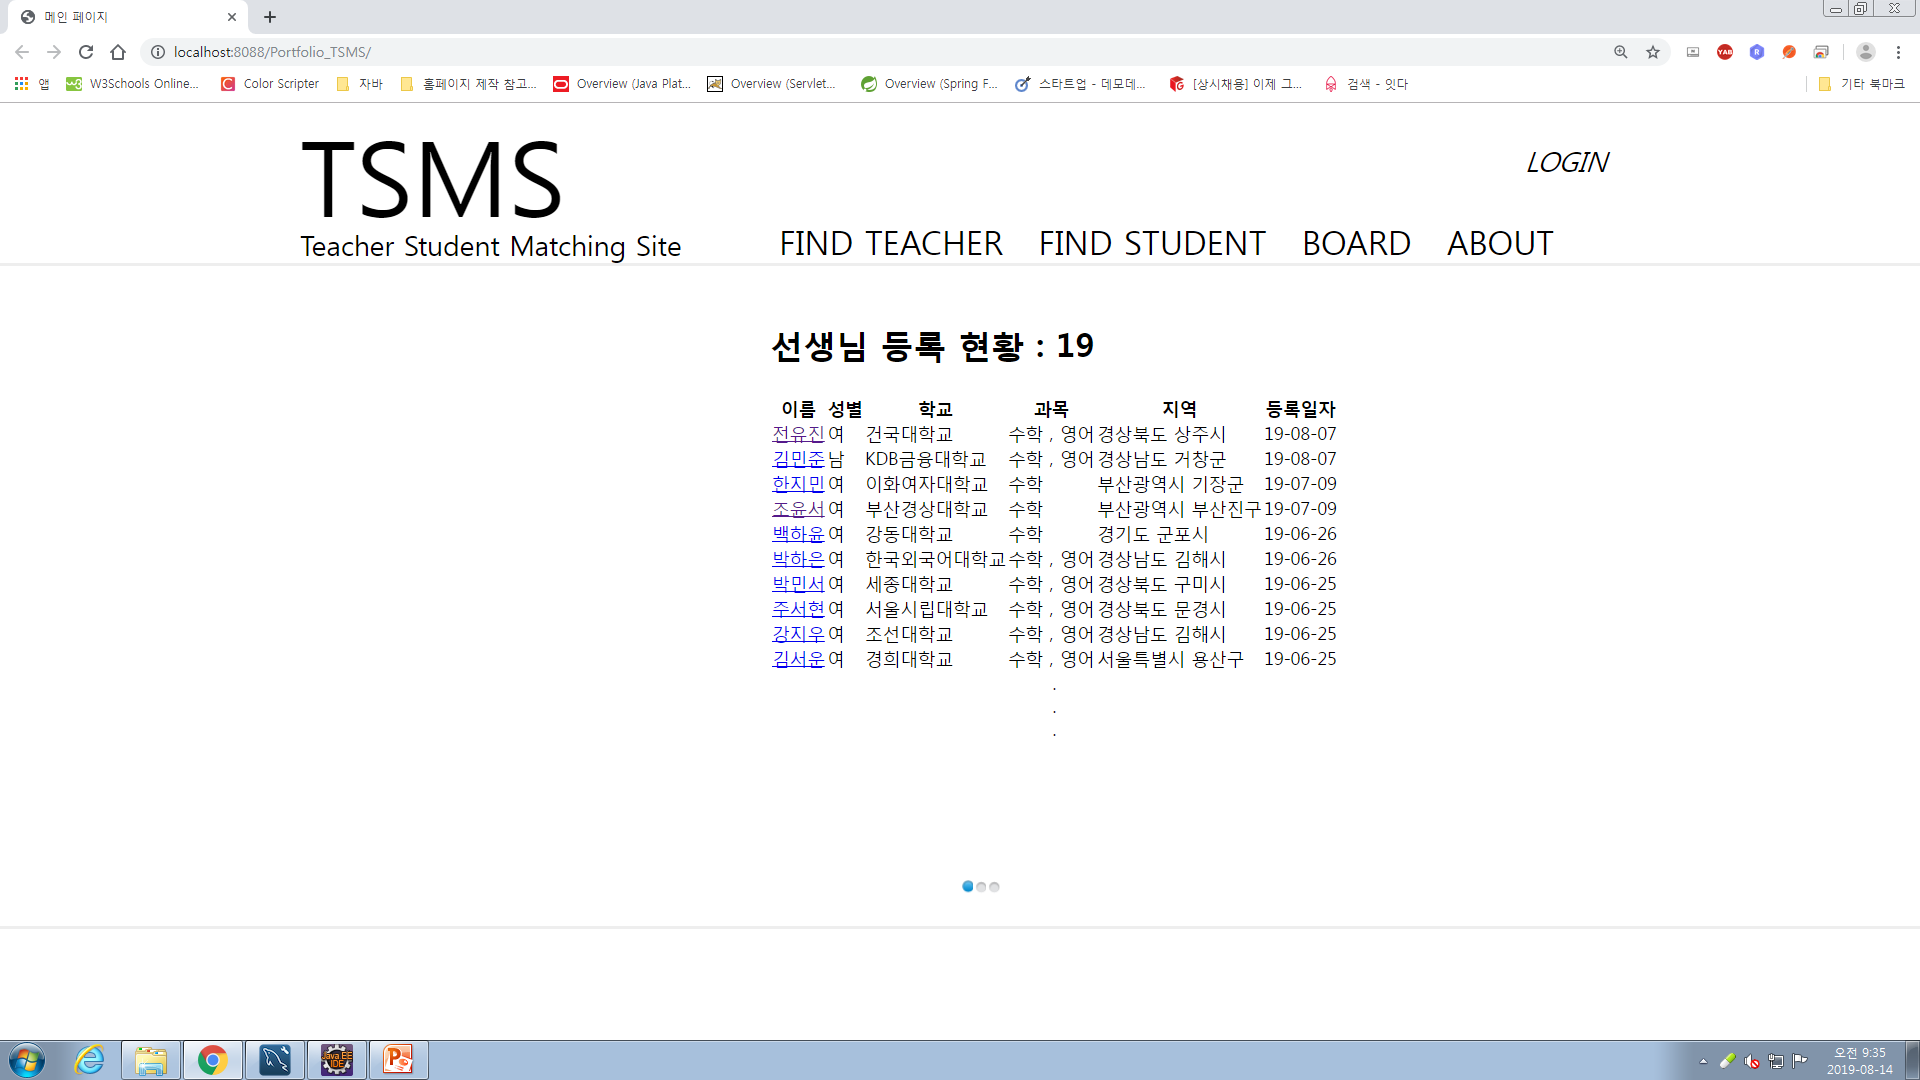 메인 페이지
localhost:8088/Portfolio_TSMS/
앱 W3Schools Online... Color Scripter 자바 홈페이지 제작 참고... Overview (Java Plat... Overview (Servlet... Overview (Spring F... 스타트업 - 데모데... [상시채용] 이제 그... 검색 - 잇다 기타 북마크
TSMS
LOGIN
Teacher Student Matching Site
FIND TEACHER FIND STUDENT BOARD ABOUT
선생님 등록 현황 : 19
이름 성별 학교 과목 지역 등록일자
전유진 여 건국대학교 수학 , 영어 경상북도 상주시 19-08-07
김민준 남 KDB금융대학교 수학 , 영어 경상남도 거창군 19-08-07
한지민 여 이화여자대학교 수학 부산광역시 기장군 19-07-09
조윤서 여 부산경상대학교 수학 부산광역시 부산진구 19-07-09
백하윤 여 강동대학교 수학 경기도 군포시 19-06-26
박하은 여 한국외국어대학교 수학 , 영어 경상남도 김해시 19-06-26
박민서 여 세종대학교 수학 , 영어 경상북도 구미시 19-06-25
주서현 여 서울시립대학교 수학 , 영어 경상북도 문경시 19-06-25
강지우 여 조선대학교 수학 , 영어 경상남도 김해시 19-06-25
김서운 여 경희대학교 수학 , 영어 서울특별시 용산구 19-06-25
.
.
.
오전 9:35
2019-08-14